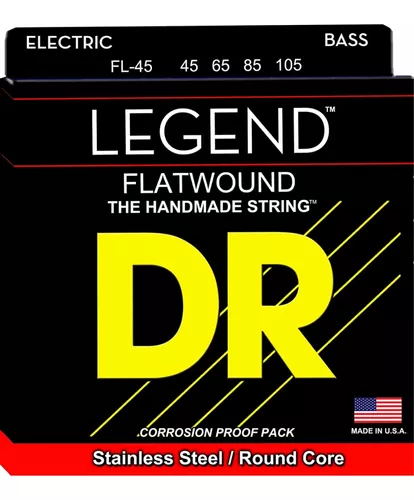 ELECTRIC BASS
FL-45 45 65 85 105
LEGEND™
FLATWOUND
THE HANDMADE STRING™
DR
MADE IN U.S.A.
.CORROSION PROOF PACK
Stainless Steel / Round Core